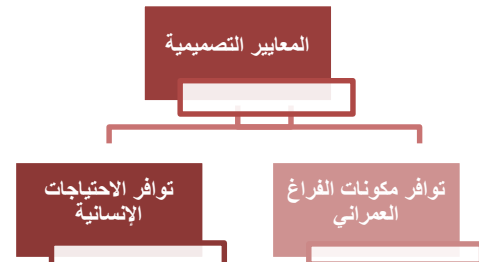 المعايير التصميمية
توافر مكونات الفراغ
العمراني
توافر الاحتياجات
الإنسانية